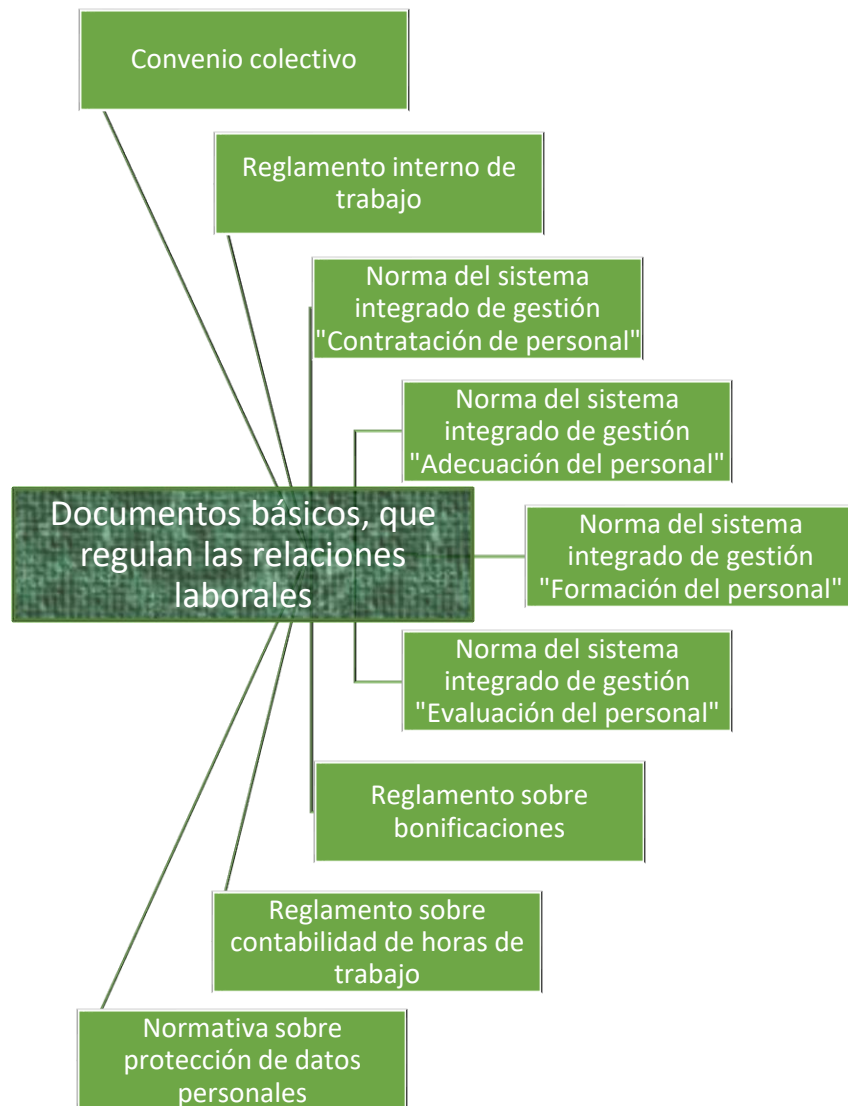 Convenio colectivo
Reglamento interno de
trabajo
Norma del sistema
integrado de gestión
"Contratación de personal"
Norma del sistema
integrado de gestión
"Adecuación del personal"
Documentos básicos, que
regulan las relaciones
laborales
Norma del sistema
integrado de gestión
"Formación del personal"
Norma del sistema
integrado de gestión
"Evaluación del personal"
Reglamento sobre
bonificaciones
Reglamento sobre
contabilidad de horas de
trabajo
Normativa sobre
protección de datos
personales